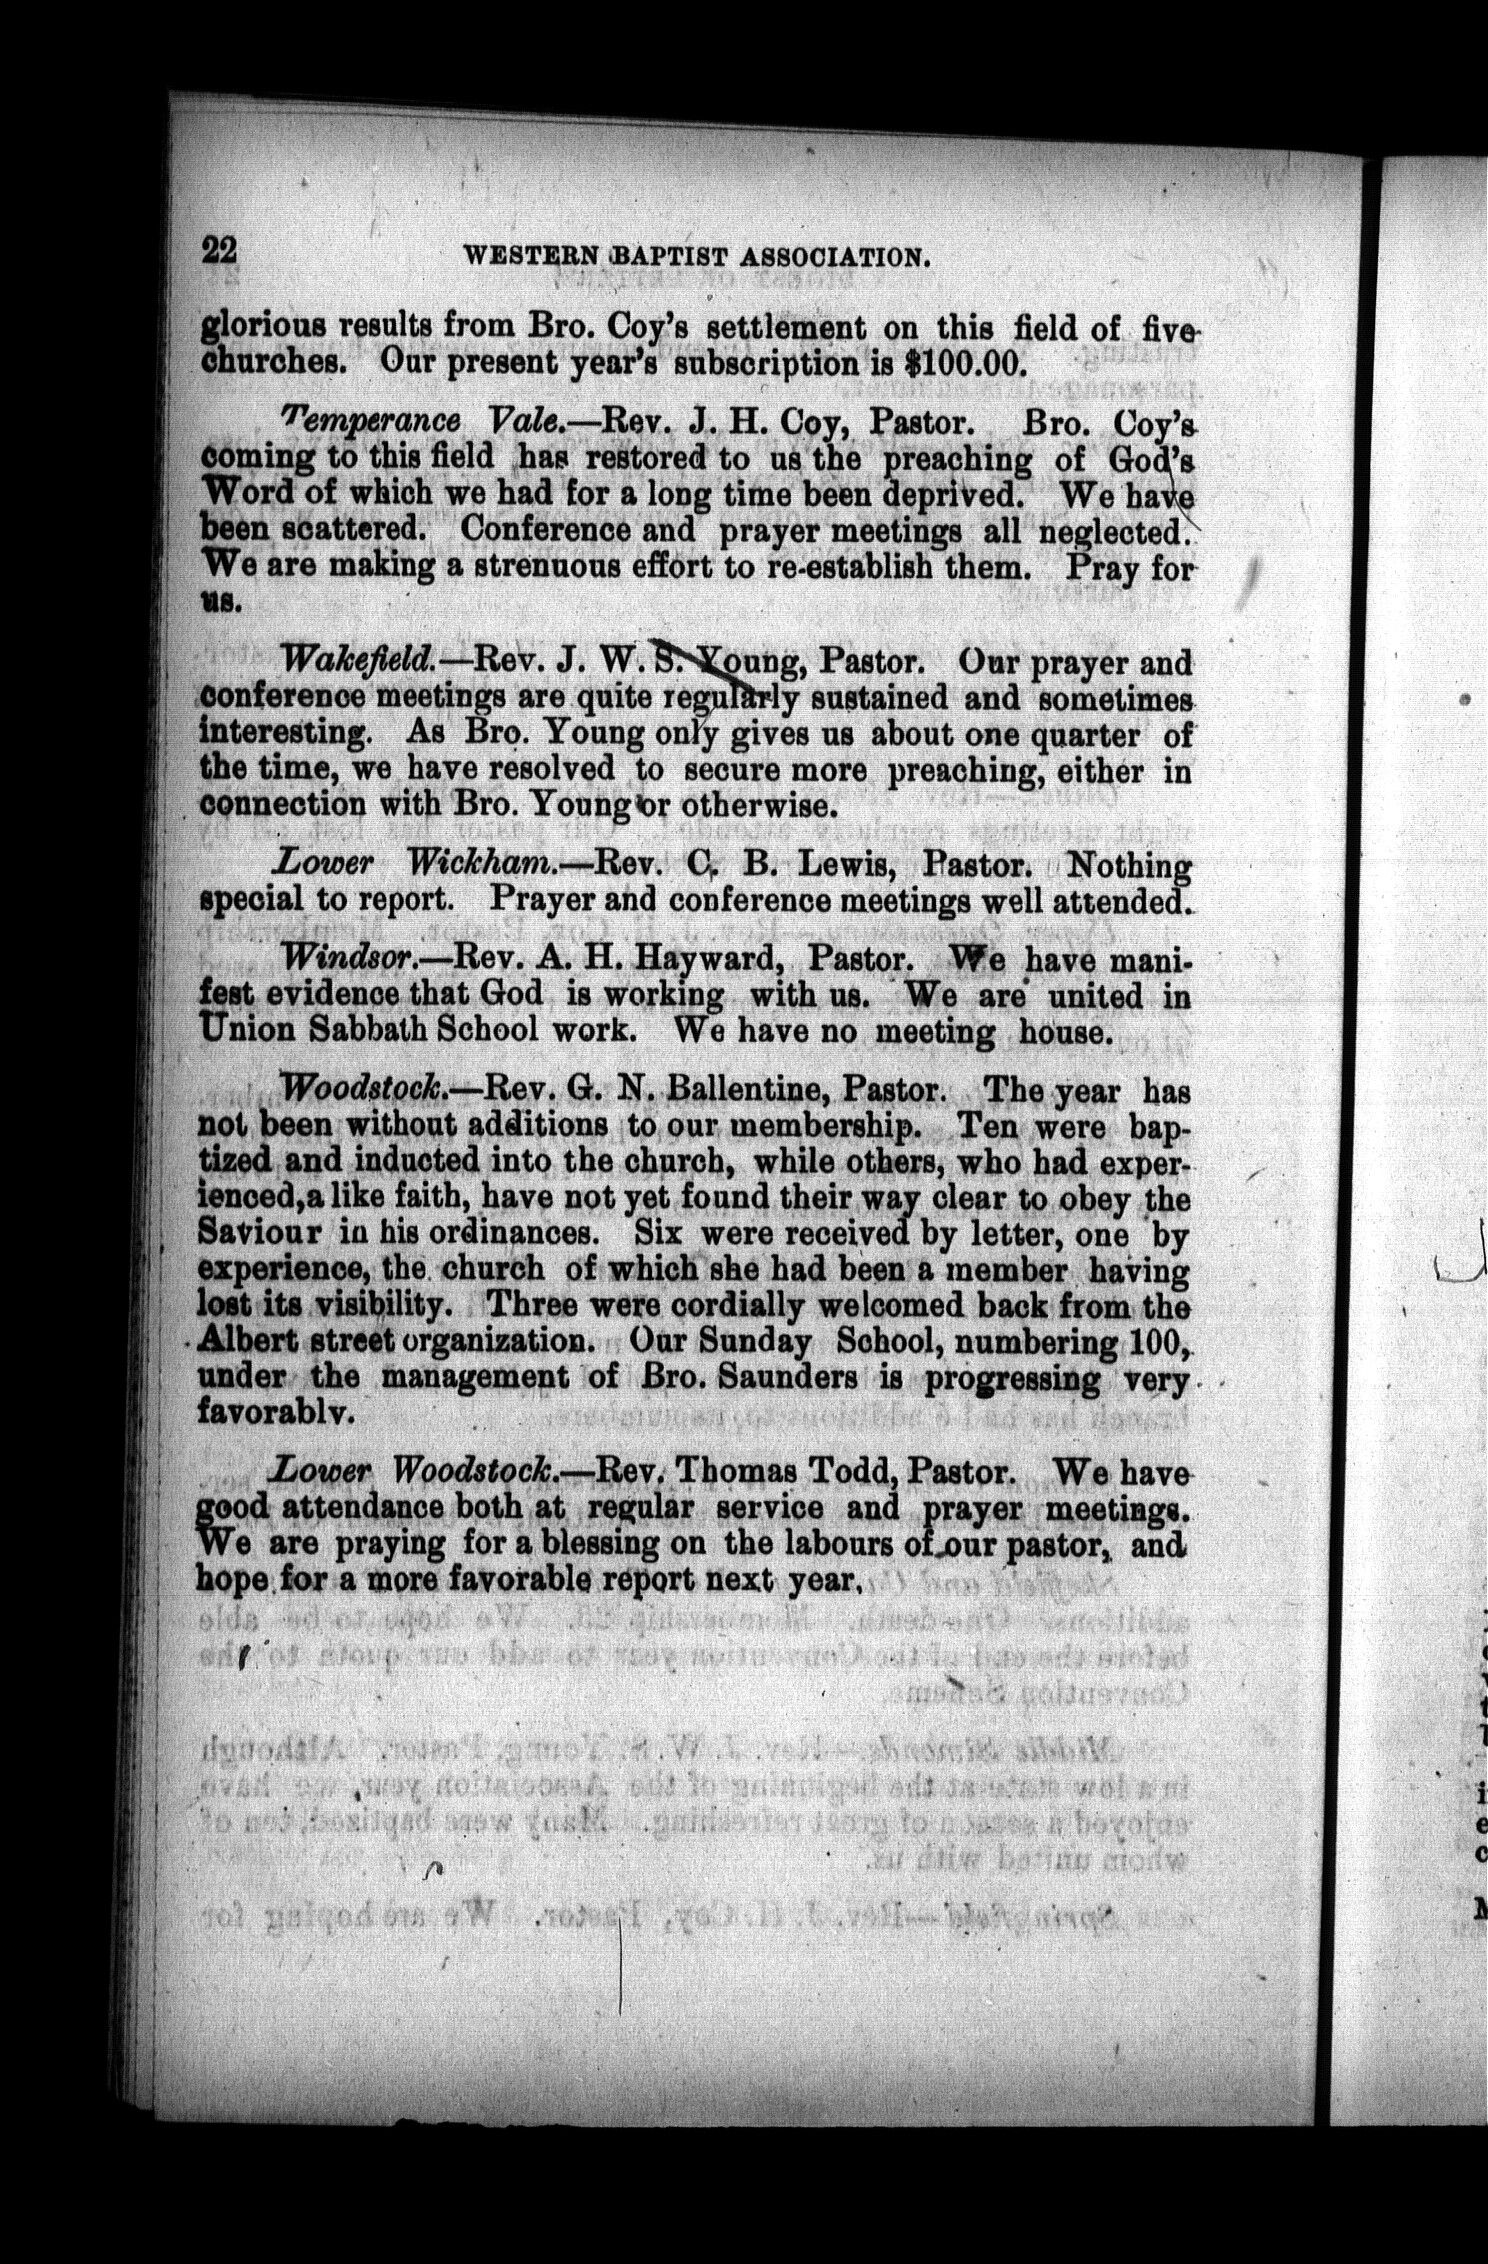 22
WESTERN BAPTIST ASSOCIATION.
glorious results from Bro. Coy's settlement on this field of five
churches. Our present year's subscription is $100.00.
Temperance Vale.—Rev. J. H. Coy, Pastor. Bro. Coy's
coming to this field has restored to us the preaching of God's
Word of which we had for a long time been deprived. We have
been scattered. Conference and prayer meetings all neglected.
We are making a strenuous effort to re-establish them. Pray for
us.
Wakefield.—Rev. J. W. S. Young, Pastor. Our prayer and
conference meetings are quite regularly sustained and sometimes
interesting. As Bro. Young only gives us about one quarter of
the time, we have resolved to secure more preaching, either in
connection with Bro. Young or otherwise.
Lower Wickham.—Rev. C. B. Lewis, Pastor. Nothing
special to report. Prayer and conference meetings well attended.
Windsor.—Rev. A. H. Hayward, Pastor. We have mani-
fest evidence that God is working with us. We are united in
Union Sabbath School work. We have no meeting house.
Woodstock.—Rev. G. N. Ballentine, Pastor. The year has
not been without additions to our membership. Ten were bap-
tized and inducted into the church, while others, who had exper-
ienced,a like faith, have not yet found their way clear to obey the
Saviour in his ordinances. Six were received by letter, one by
experience, the church of which she had been a member having
lost its visibility. Three were cordially welcomed back from the
Albert street organization. Our Sunday School, numbering 100,
under the management of Bro. Saunders is progressing very
favorably.
Lower Woodstock.—Rev. Thomas Todd, Pastor. We have
good attendance both at regular service and prayer meetings.
We are praying for a blessing on the labours of our pastor, and
hope for a more favorable report next year.